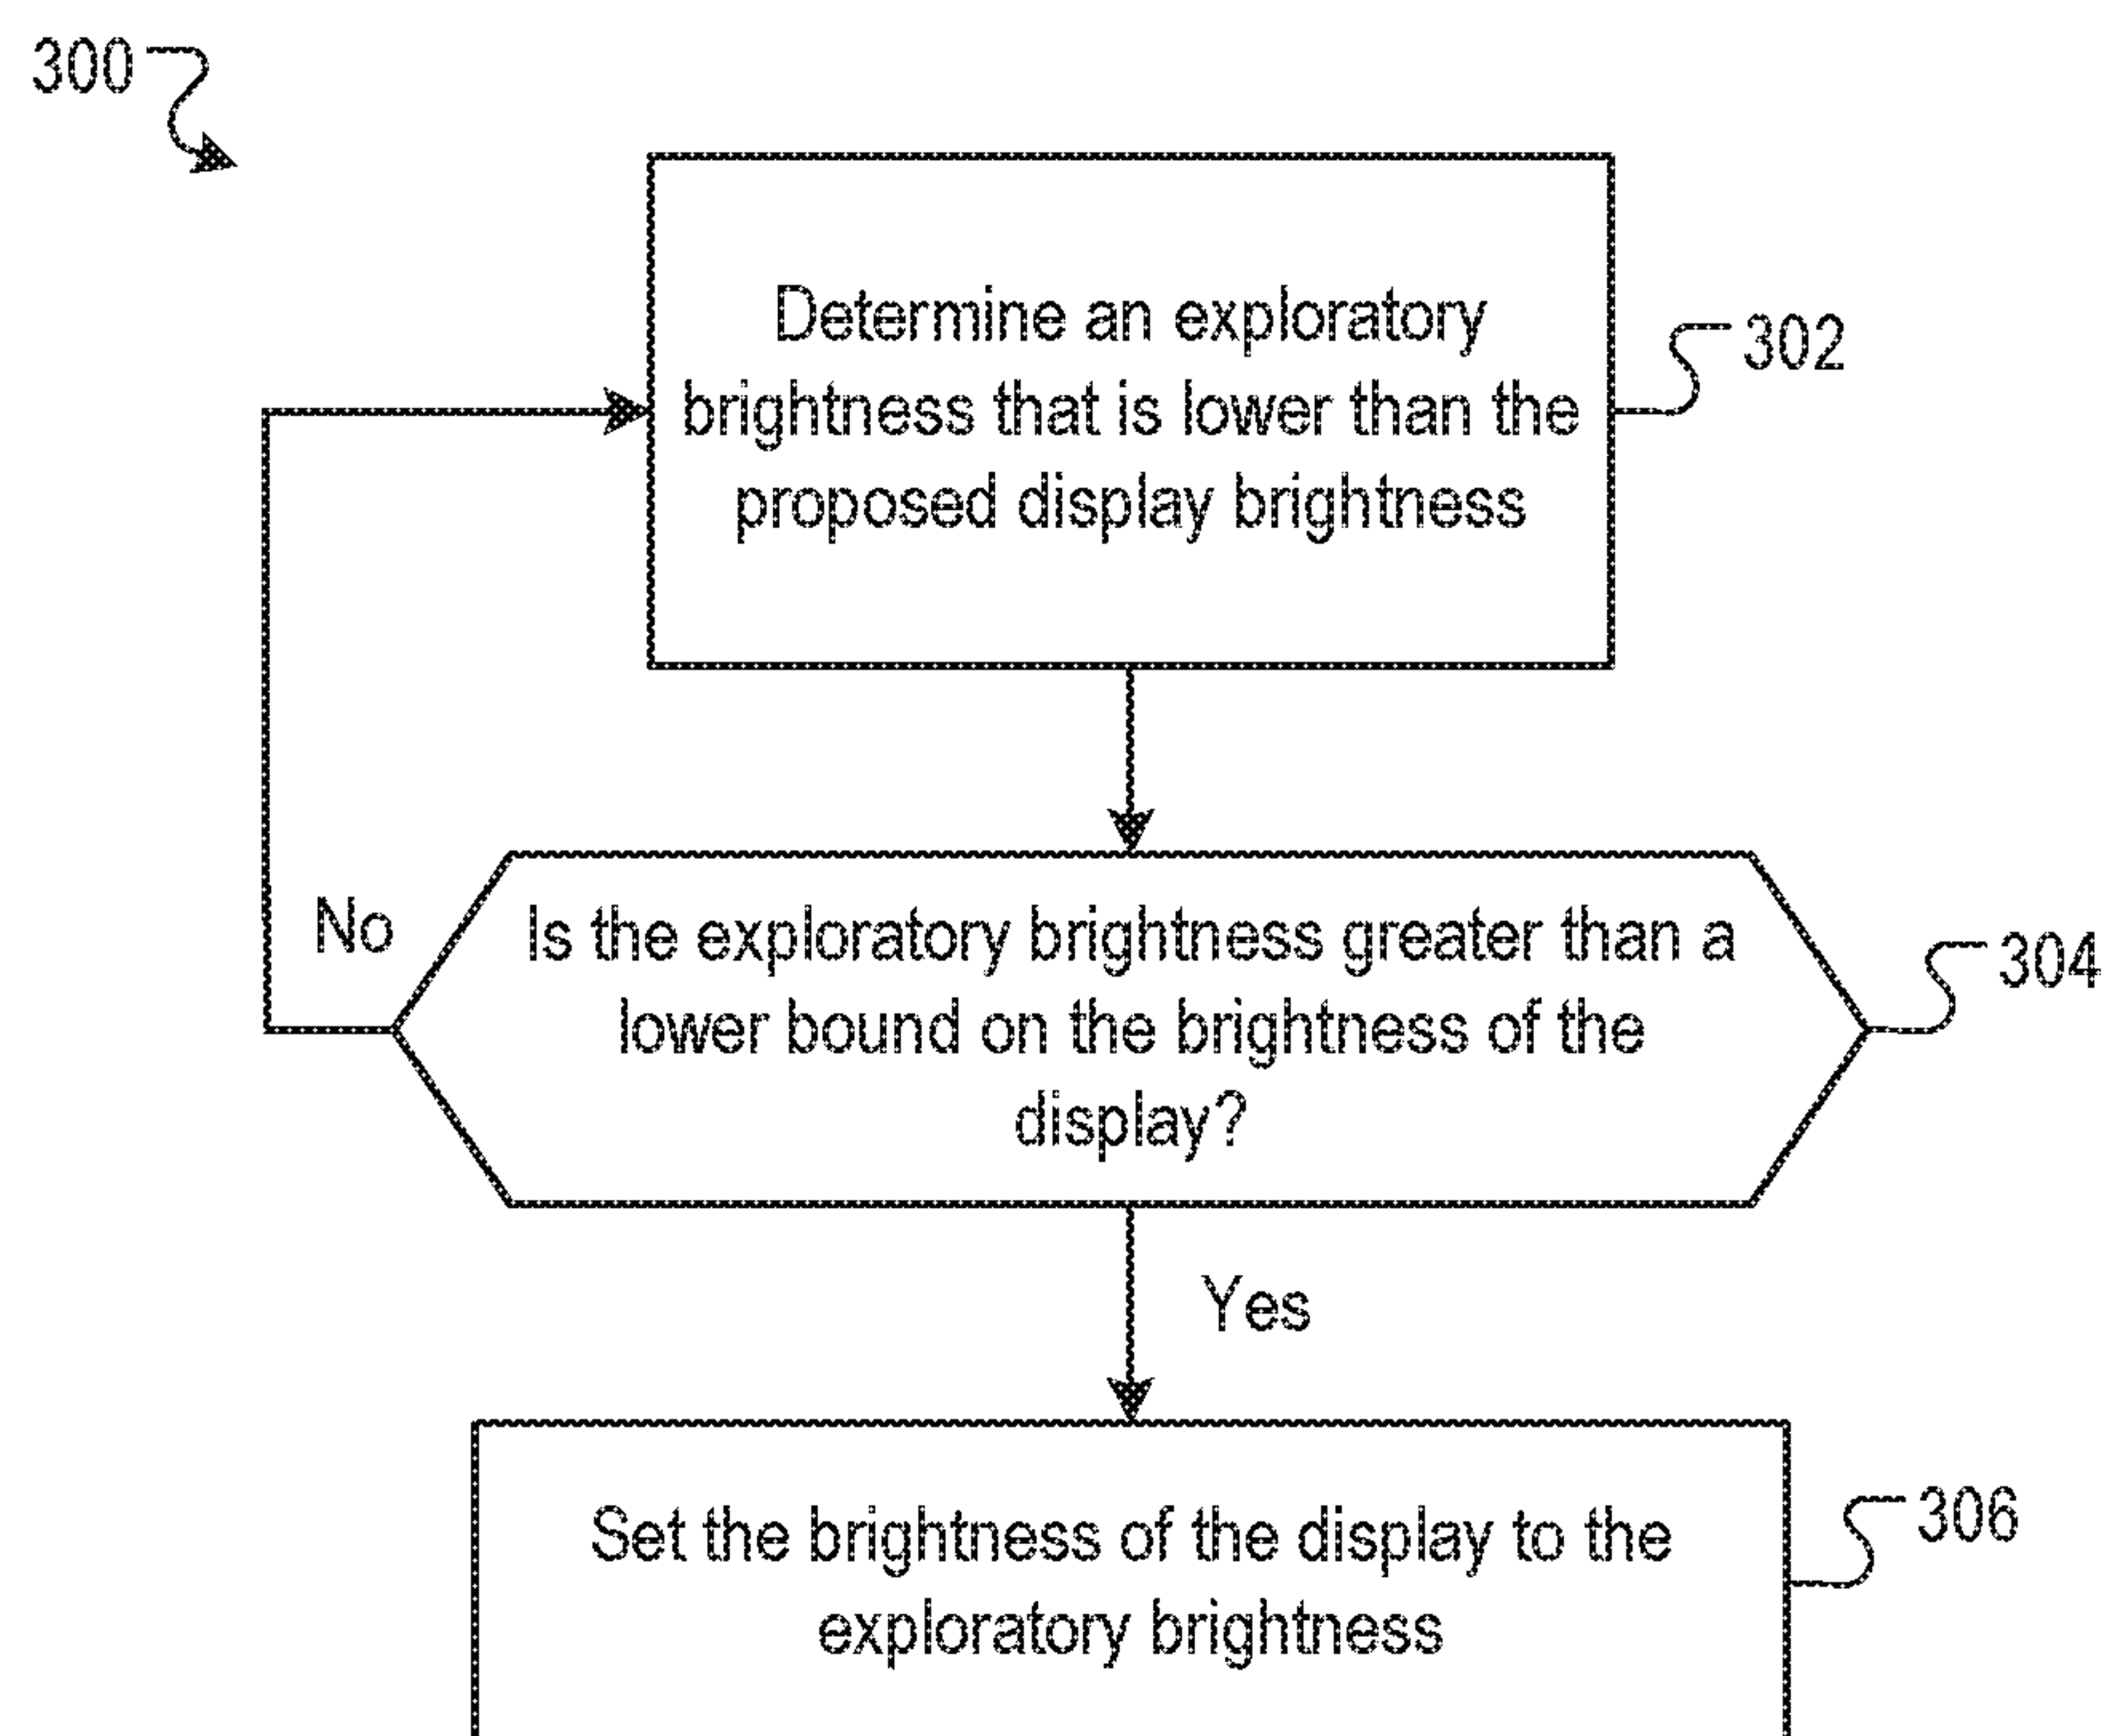 300
Determine an exploratory
brightness that is lower than the
proposed display brightness
302
No
Is the exploratory brightness greater than a
lower bound on the brightness of the
display?
304
Yes
Set the brightness of the display to the
exploratory brightness
306